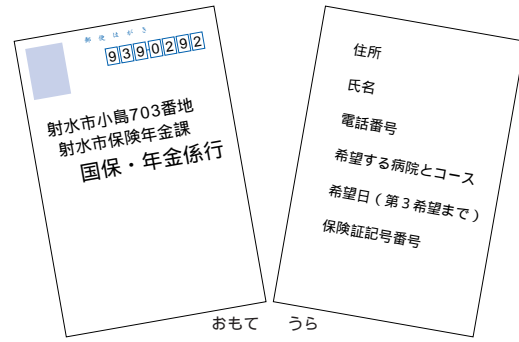 郵便はがき
9390292
射水市小島703番地
射水市保険年金課
国保・年金係行
おもて
住所
氏名
電話番号
希望する病院とコース
希望日(第3希望まで)
保険証記号番号
うら